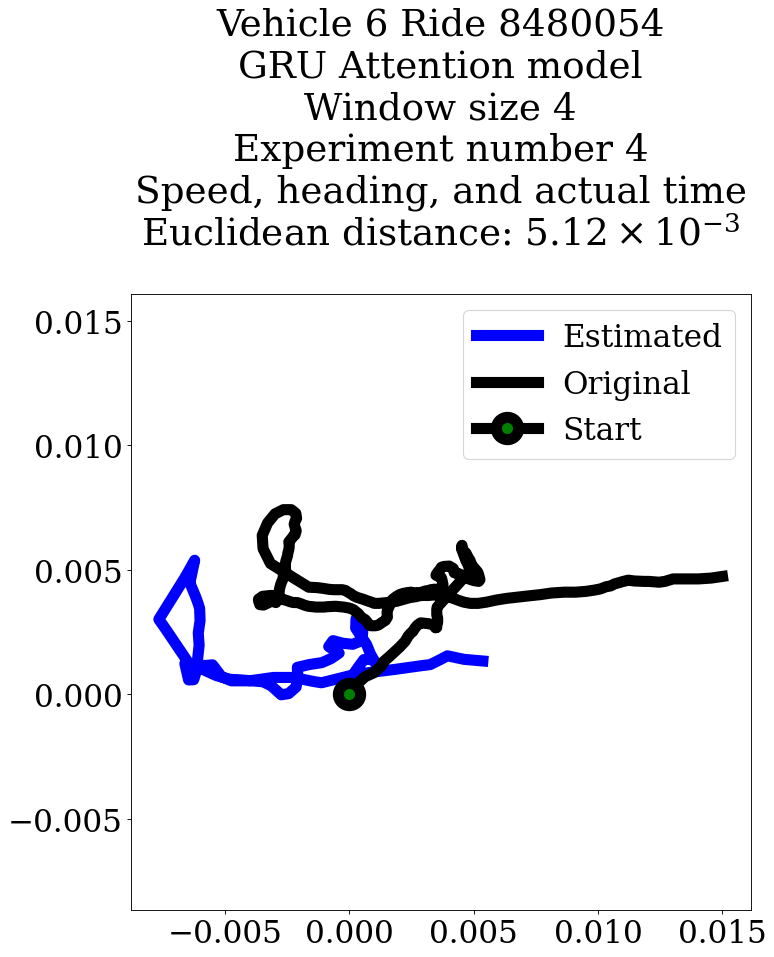 Vehicle 6 Ride 8480054
GRU Attention model
Window size 4
Experiment number 4
Speed, heading, and actual time
Euclidean distance: 5.12 × 10⁻³
Estimated
Original
Start
0.015
0.010
0.005
0.000
−0.005
−0.005 0.000 0.005 0.010 0.015